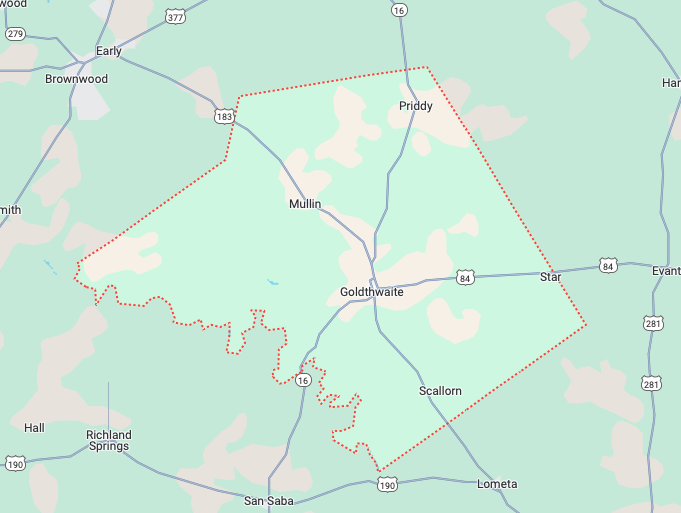 wood
377
16
279
Early
Brownwood
Han
183
Priddy
Mullin
mith
84
84
Star
Evant
Goldthwaite
281
16
281
Scallorn
Hall
Richland
Springs
190
190
Lometa
San Saba